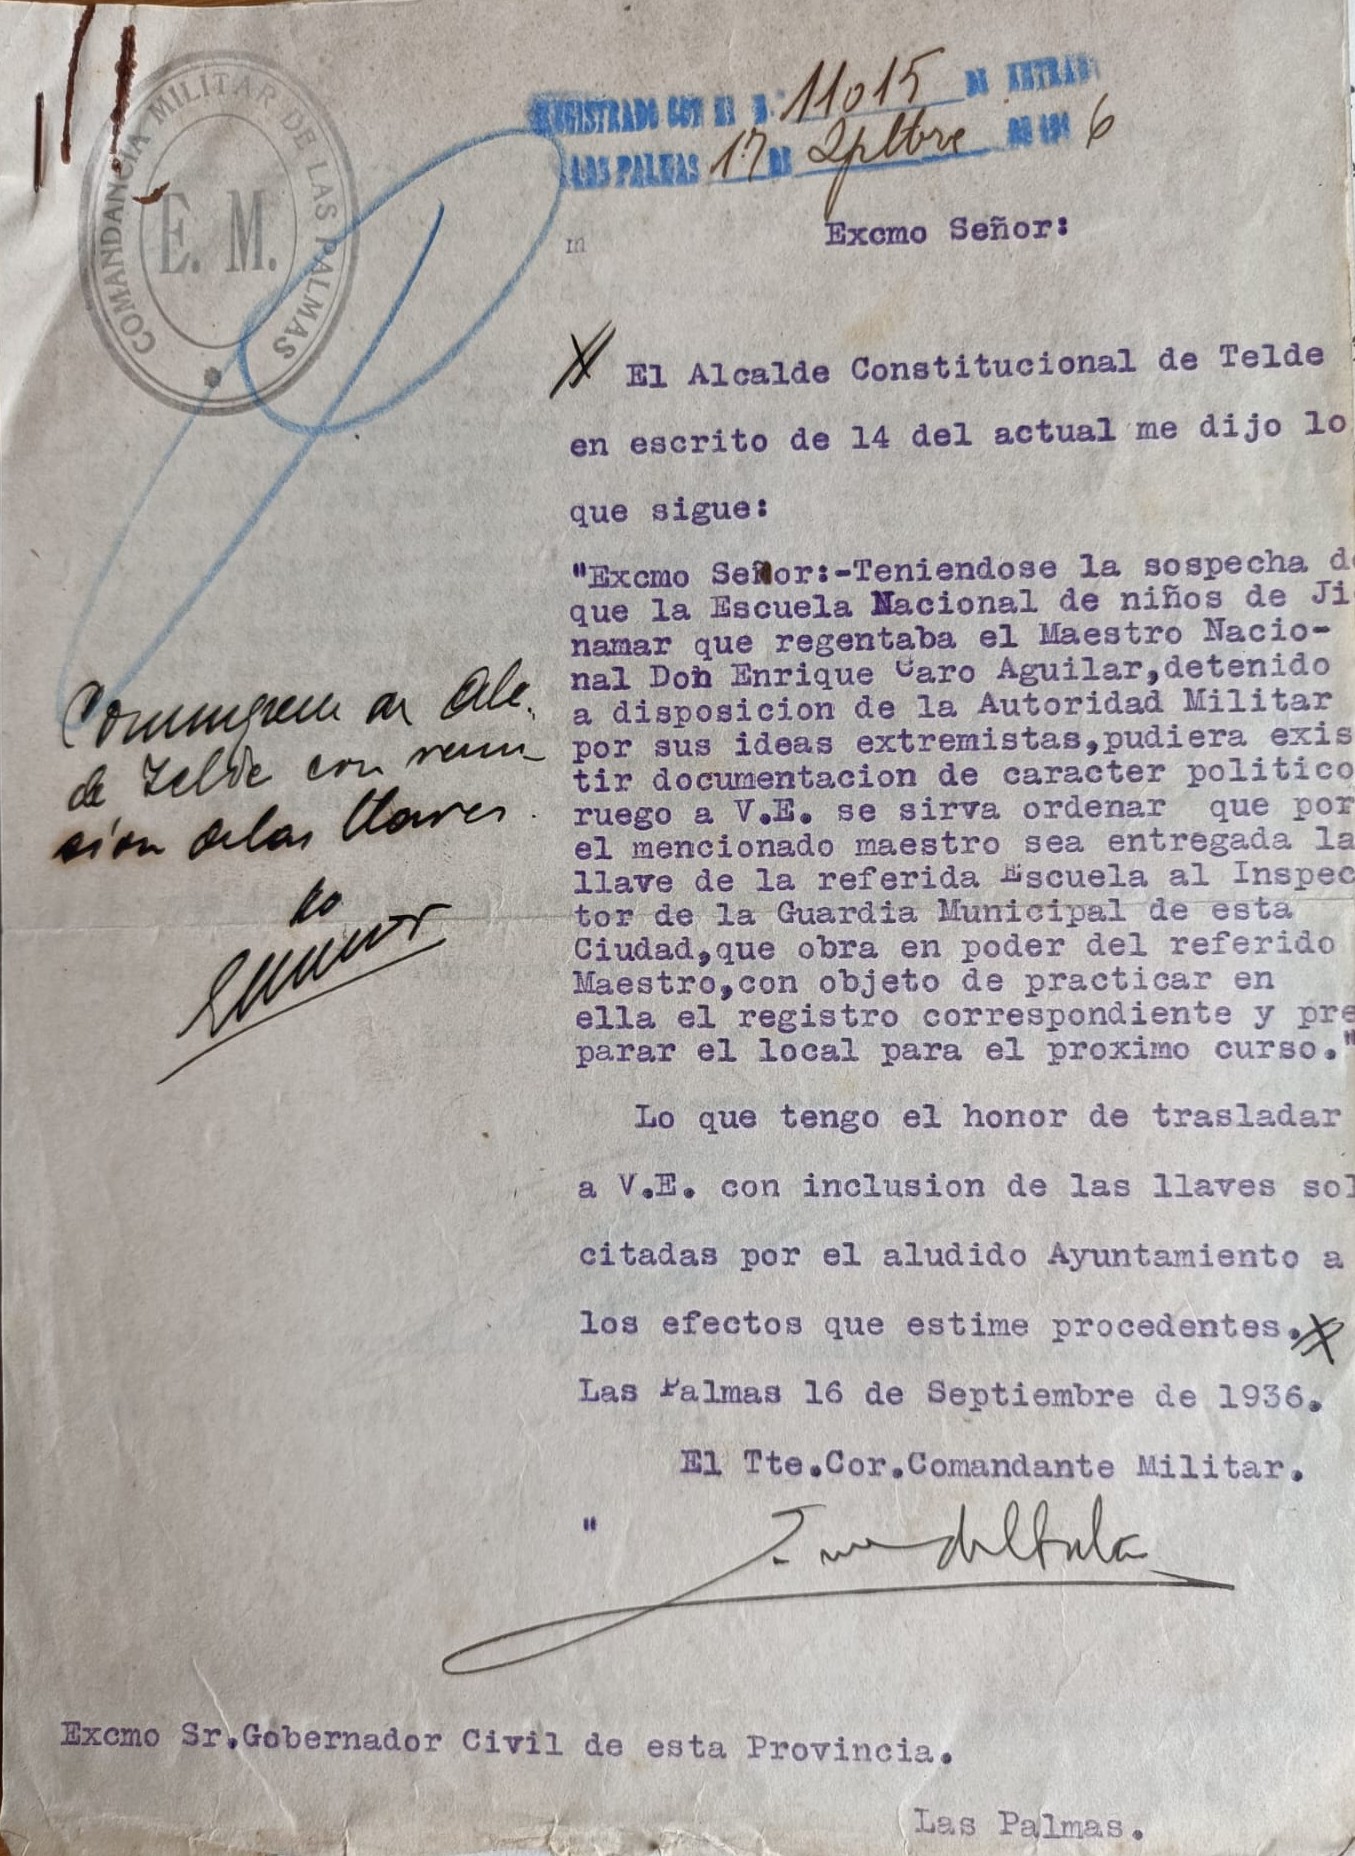 COMANDANCIA MILITAR DE LAS PALMAS
E. M.
REGISTRADO CON EL N. 11015 DE ENTRADA
LAS PALMAS 17 DE Spltbre DE 193 6
m
Excmo Señor:
El Alcalde Constitucional de Telde
en escrito de 14 del actual me dijo lo
que sigue:
"Excmo Señor:-Teniendose la sospecha de
que la Escuela Nacional de niños de Ji
namar que regentaba el Maestro Nacio-
nal Don Enrique Caro Aguilar,detenido
a disposicion de la Autoridad Militar
por sus ideas extremistas,pudiera exis
tir documentacion de caracter politico
ruego a V.E. se sirva ordenar que por
el mencionado maestro sea entregada la
llave de la referida Escuela al Inspec
tor de la Guardia Municipal de esta
Ciudad,que obra en poder del referido
Maestro,con objeto de practicar en
ella el registro correspondiente y pre
parar el local para el proximo curso."
Lo que tengo el honor de trasladar
a V.E. con inclusion de las llaves sol
citadas por el aludido Ayuntamiento a
los efectos que estime procedentes.
Las Palmas 16 de Septiembre de 1936.
El Tte.Cor.Comandante Militar.
"
al Alc.
de Telde con remi
sión de las llaves.
Excmo Sr.Gobernador Civil de esta Provincia.
Las Palmas.